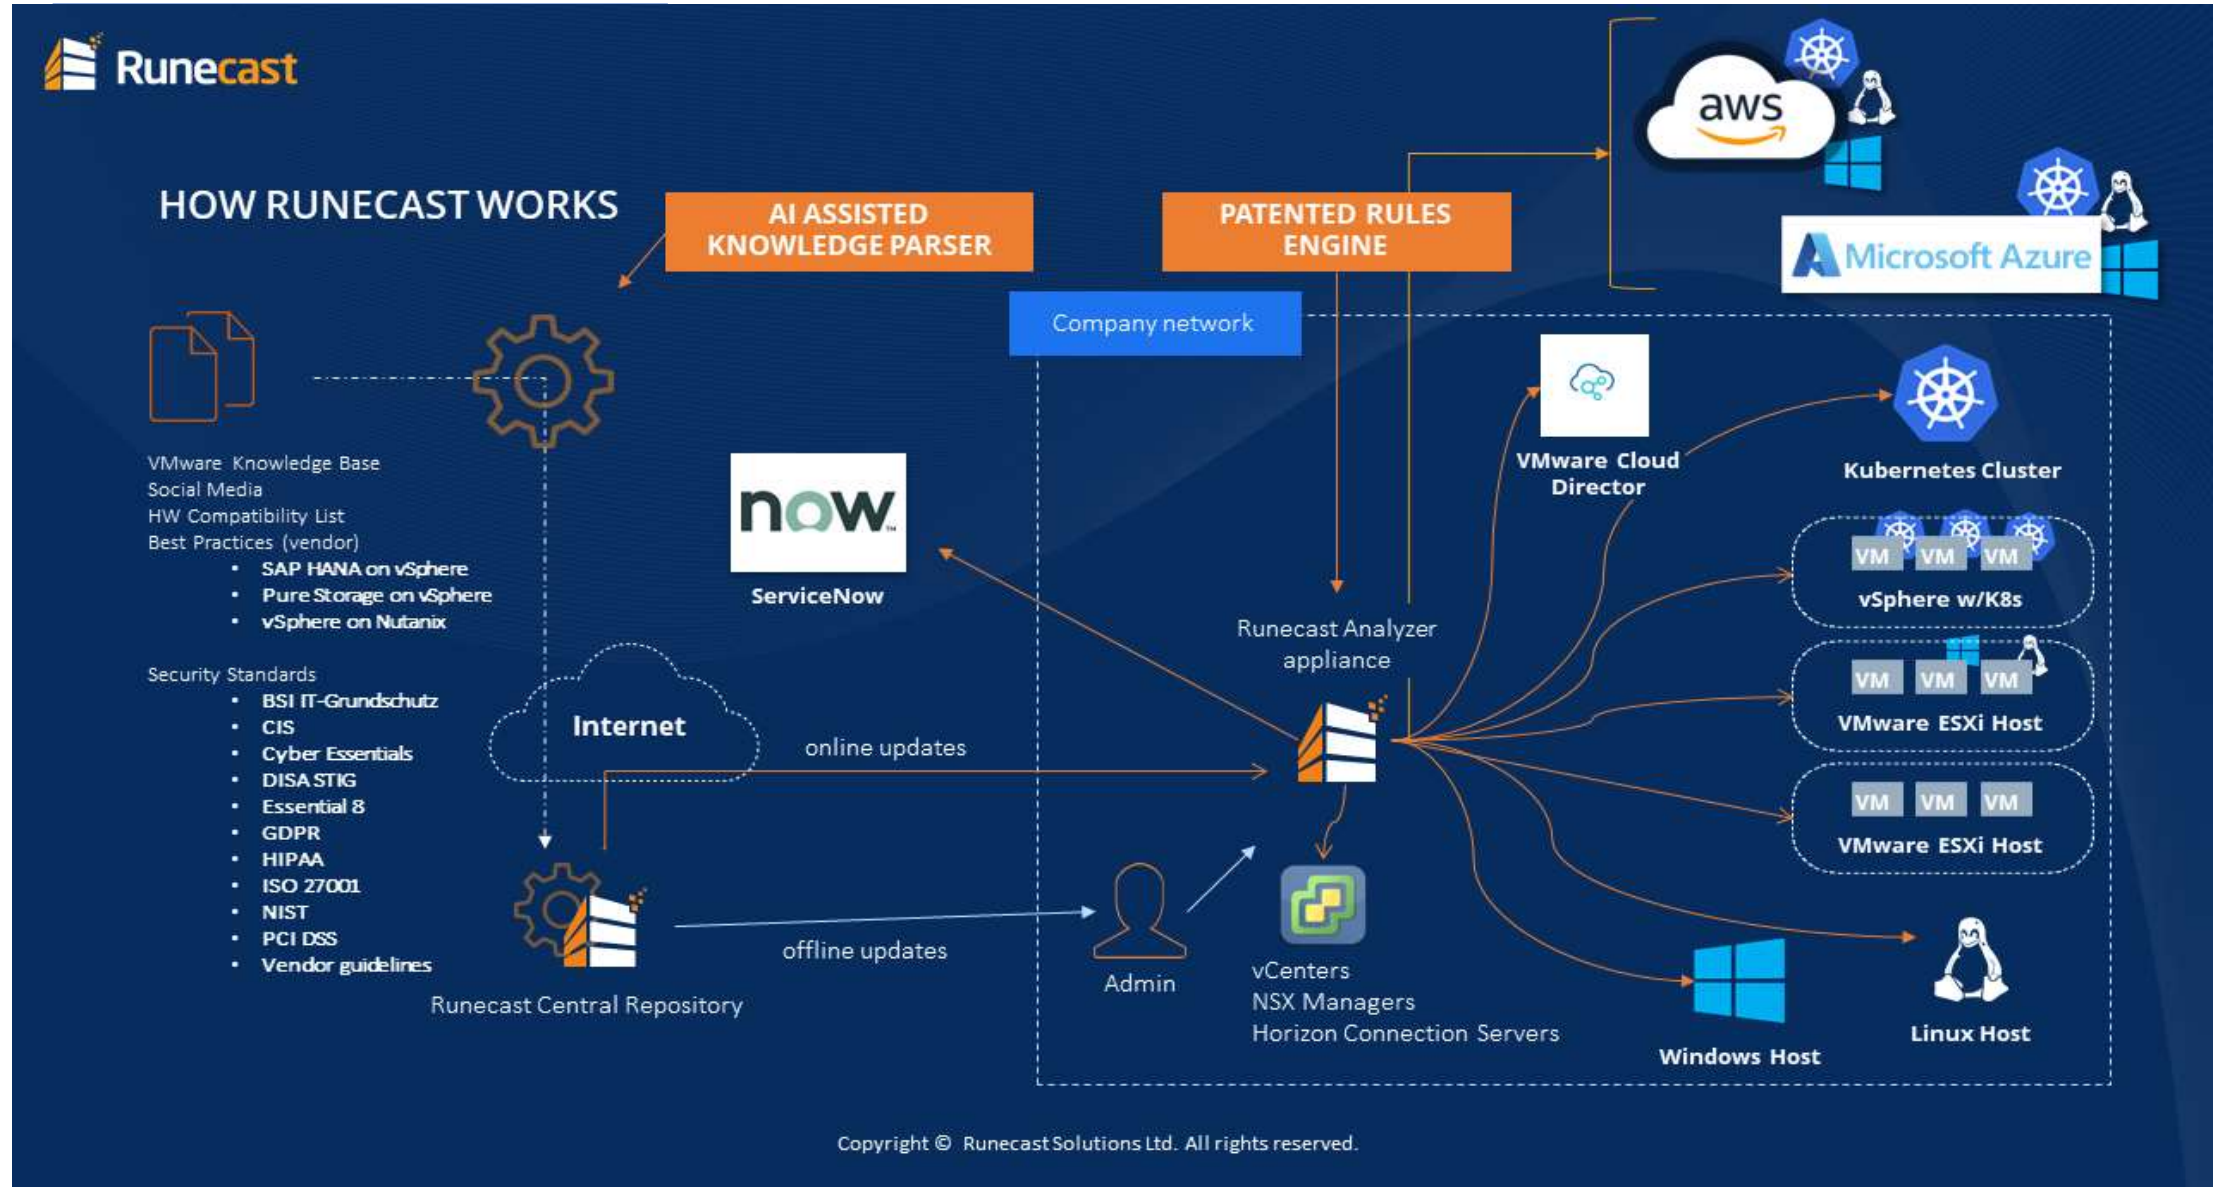 Runecast
aws
HOW RUNECAST WORKS
AI ASSISTED
KNOWLEDGE PARSER
PATENTED RULES
ENGINE
Microsoft Azure
Company network
VMware Knowledge Base
Social Media
HW Compatibility List
Best Practices (vendor)
• SAP HANA on vSphere
• Pure Storage on vSphere
• vSphere on Nutanix
Security Standards
• BSI IT-Grundschutz
• CIS
• Cyber Essentials
• DISA STIG
• Essential 8
• GDPR
• HIPAA
• ISO 27001
• NIST
• PCI DSS
• Vendor guidelines
now
TM
ServiceNow
Internet
online updates
offline updates
Runecast Central Repository
Admin
Runecast Analyzer
appliance
vCenters
NSX Managers
Horizon Connection Servers
VMware Cloud
Director
Kubernetes Cluster
VM VM VM
vSphere w/K8s
VM VM VM
VMware ESXi Host
VM VM VM
VMware ESXi Host
Windows Host
Linux Host
Copyright © Runecast Solutions Ltd. All rights reserved.